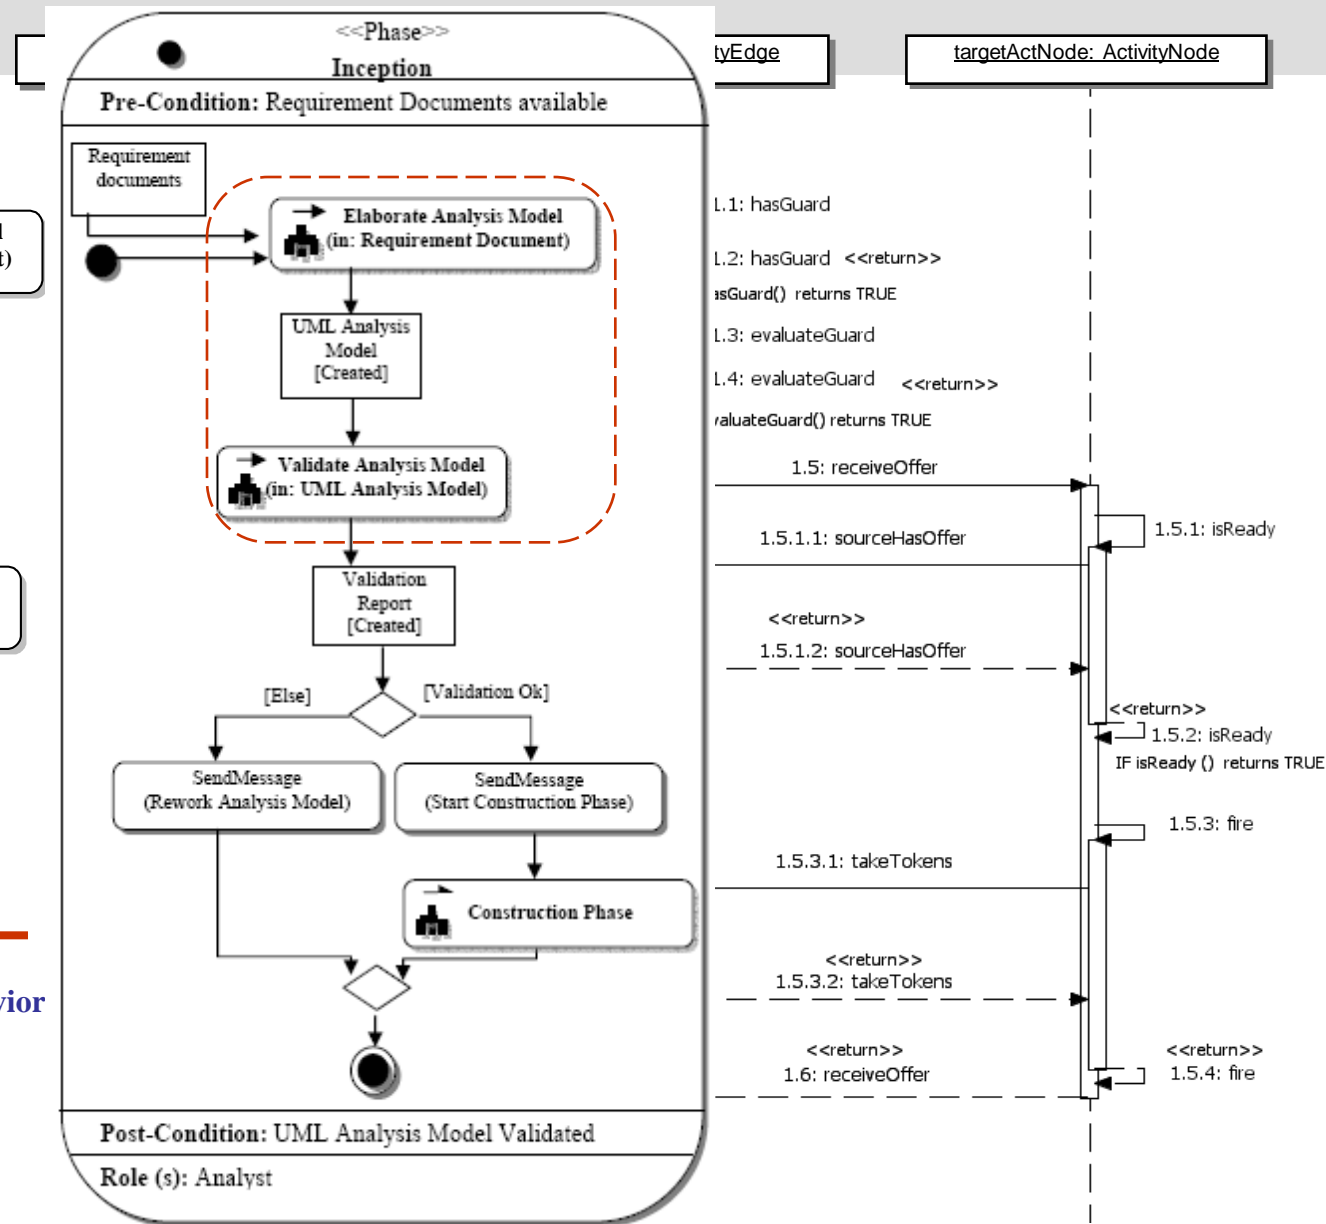 <<Phase>>
Inception
Pre-Condition: Requirement Documents available
Requirement
documents
Elaborate Analysis Model
(in: Requirement Document)
UML Analysis
Model
[Created]
Validate Analysis Model
(in: UML Analysis Model)
Validation
Report
[Created]
[Else]
[Validation Ok]
SendMessage
(Rework Analysis Model)
SendMessage
(Start Construction Phase)
Construction Phase
Post-Condition: UML Analysis Model Validated
Role (s): Analyst
tyEdge
targetActNode: ActivityNode
1.1: hasGuard
1.2: hasGuard <<return>>
asGuard() returns TRUE
1.3: evaluateGuard
1.4: evaluateGuard <<return>>
valuateGuard() returns TRUE
1.5: receiveOffer
1.5.1: isReady
1.5.1.1: sourceHasOffer
<<return>>
1.5.1.2: sourceHasOffer
<<return>>
1.5.2: isReady
IF isReady () returns TRUE
1.5.3: fire
1.5.3.1: takeTokens
<<return>>
1.5.3.2: takeTokens
<<return>>
1.6: receiveOffer
<<return>>
1.5.4: fire
t)
vior